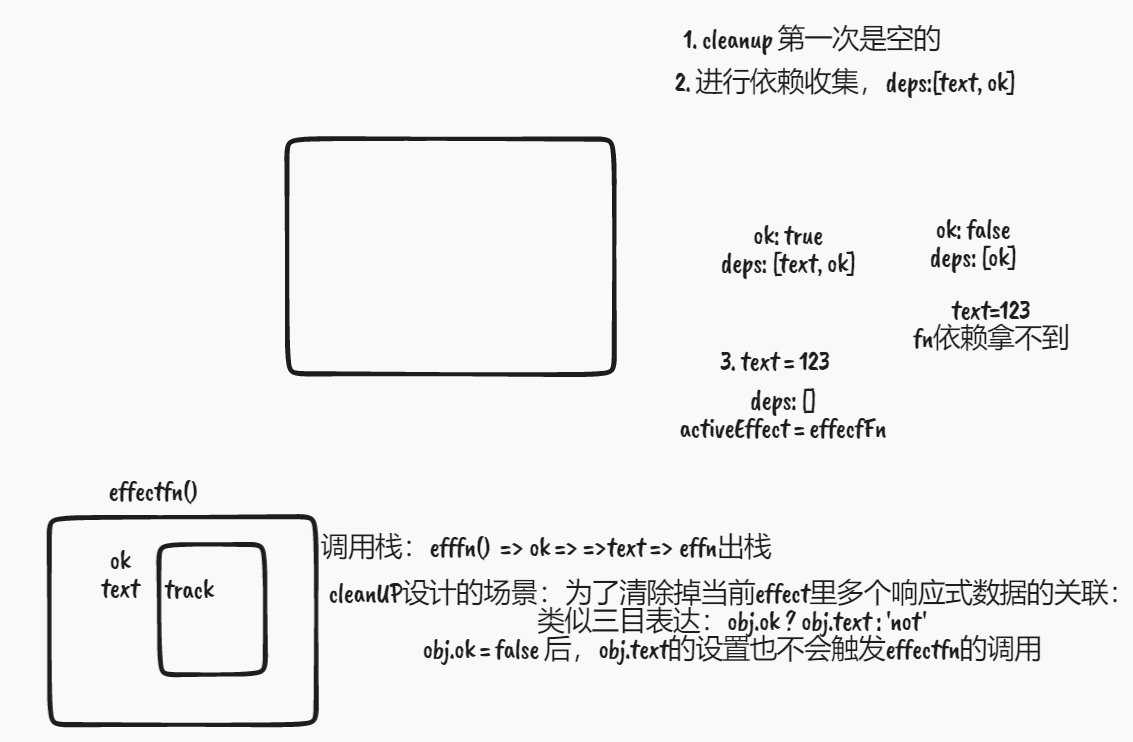 1. cleanup 第一次是空的
2. 进行依赖收集，deps:[text, ok]
ok: true
deps: [text, ok]
ok: false
deps: [ok]
text=123
fn依赖拿不到
3. text = 123
deps: []
activeEffect = effecfFn
effectfn()
ok
text
track
调用栈：efffn() => ok => =>text => effn出栈
cleanUP设计的场景：为了清除掉当前effect里多个响应式数据的关联：
类似三目表达：obj.ok ? obj.text : 'not'
obj.ok = false 后，obj.text的设置也不会触发effectfn的调用